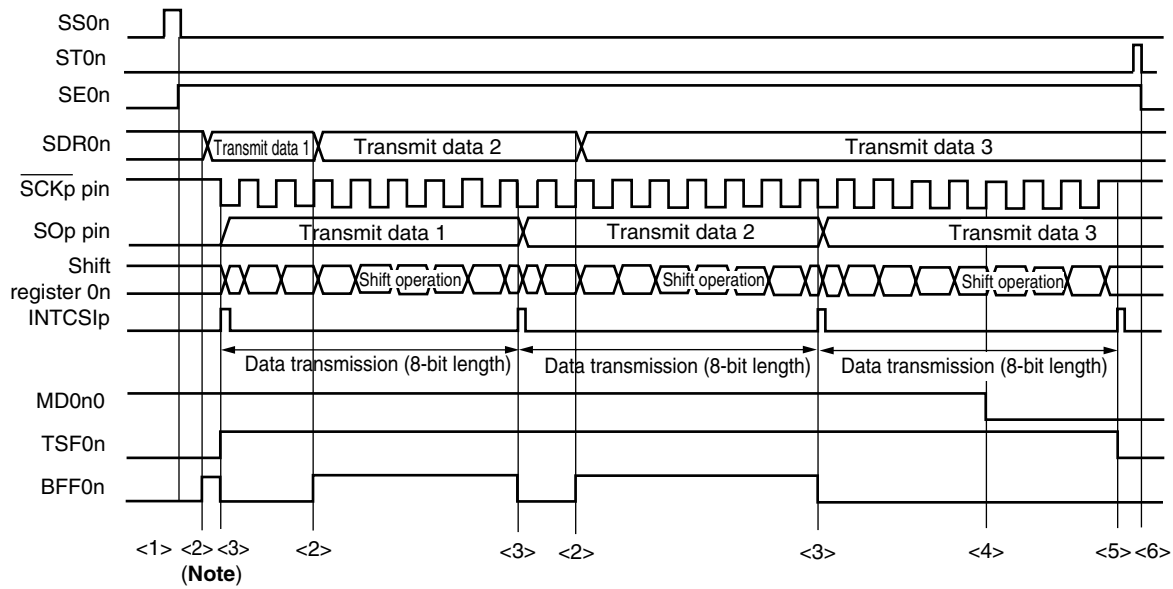 SS0n
ST0n
SE0n
SDR0n
Transmit data 1
Transmit data 2
Transmit data 3
SCKp pin
SOp pin
Transmit data 1
Transmit data 2
Transmit data 3
Shift
register 0n
Shift operation
Shift operation
Shift operation
INTCSIp
Data transmission (8-bit length)
Data transmission (8-bit length)
Data transmission (8-bit length)
MD0n0
TSF0n
BFF0n
<1> <2> <3> <2> <3> <2> <3> <4> <5> <6>
(Note)